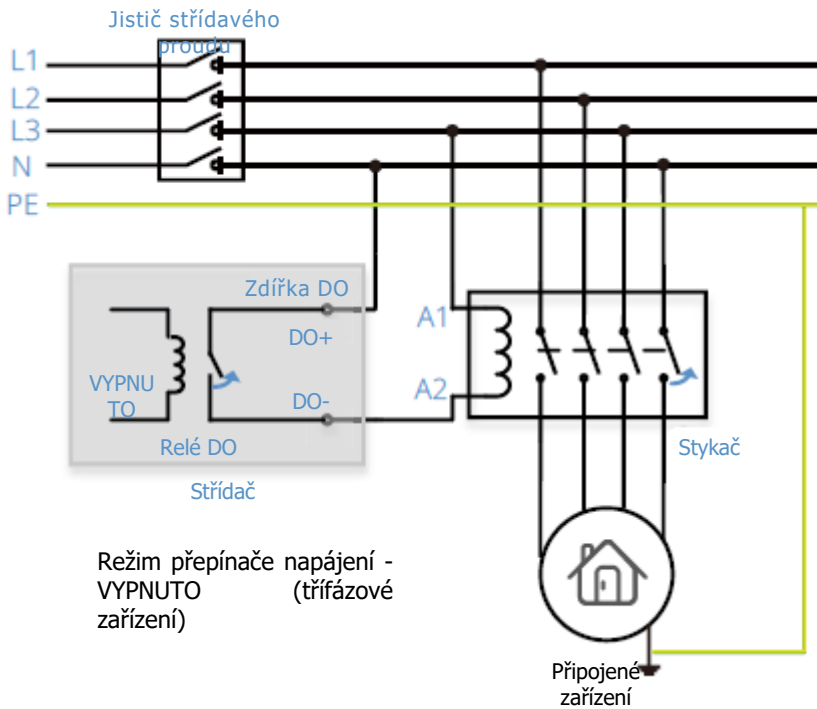 Jistič střídavého
proudu
L1
L2
L3
N
PE
Zdířka DO
DO+
VYPNU
TO
DO-
Relé DO
Střídač
A1
A2
Stykač
Režim přepínače napájení -
VYPNUTO (třífázové
zařízení)
Připojené
zařízení